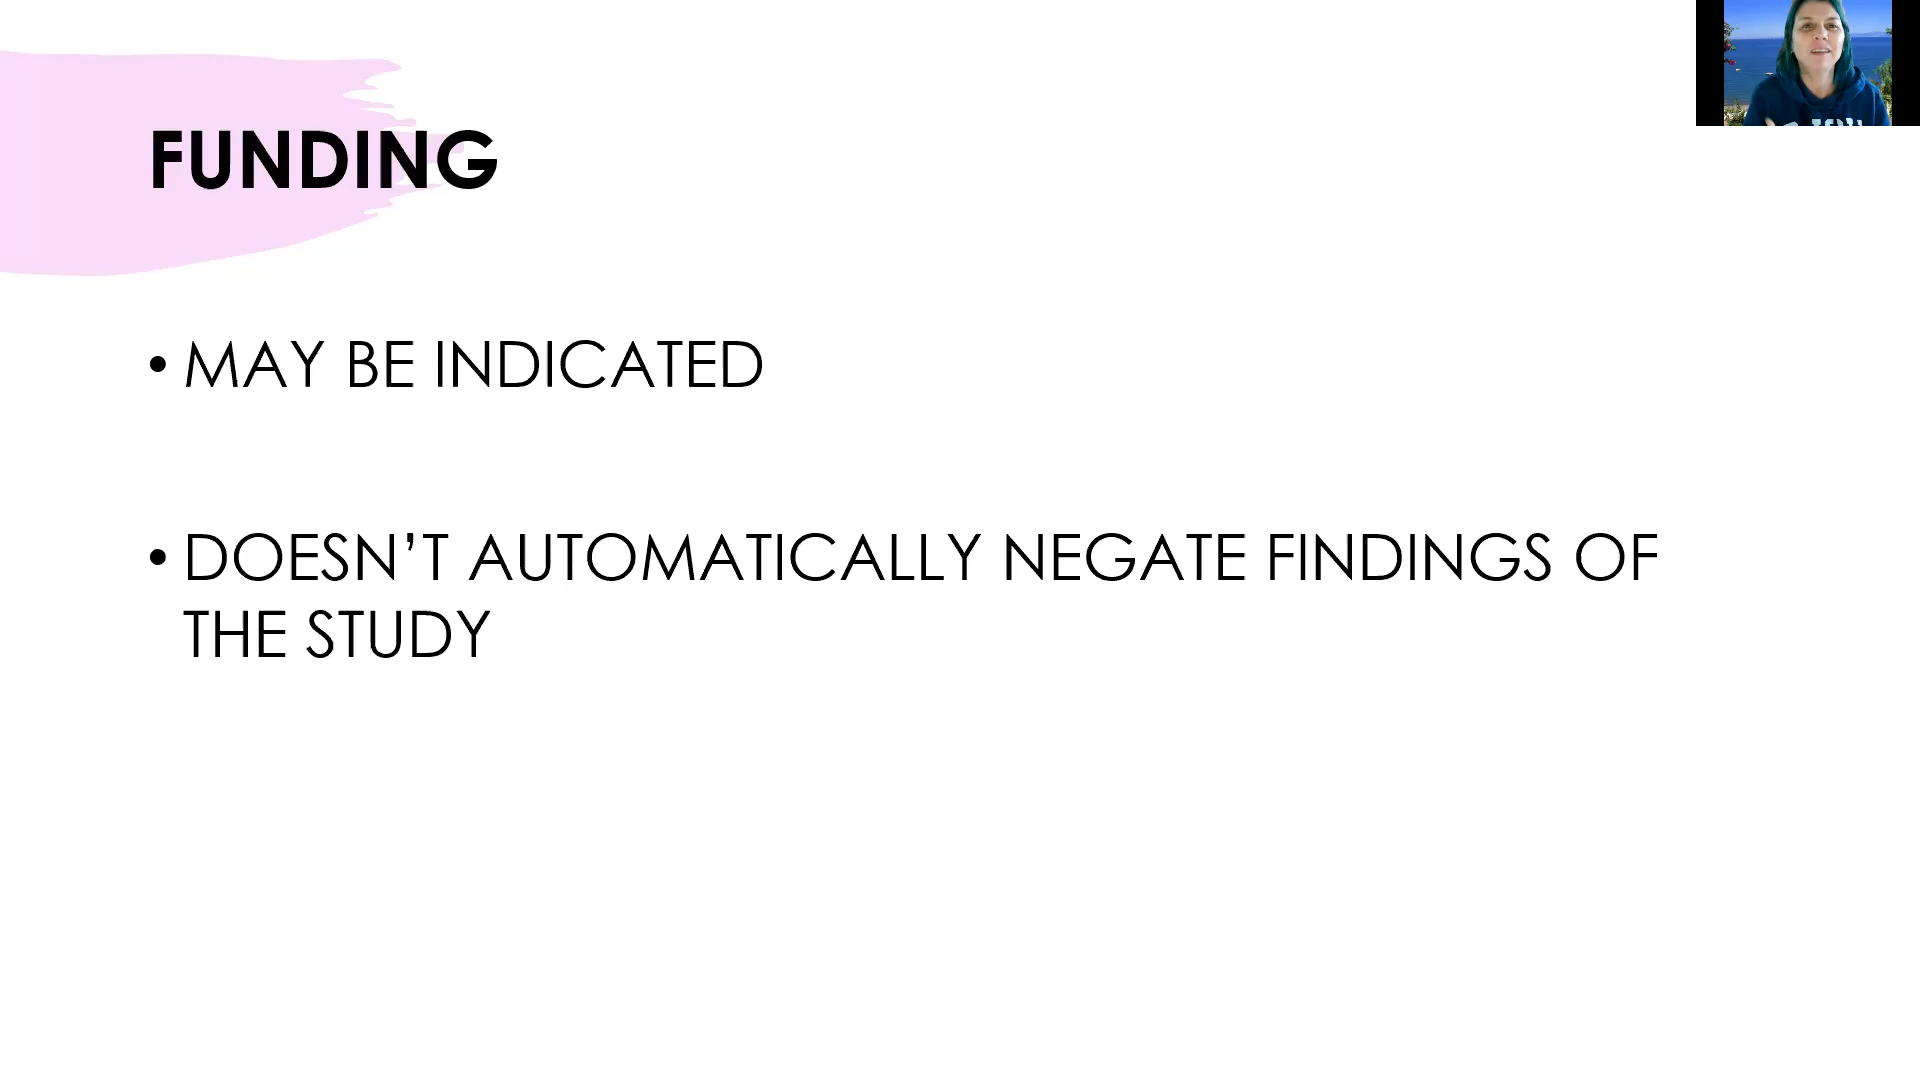 FUNDING
• MAY BE INDICATED
• DOESN’T AUTOMATICALLY NEGATE FINDINGS OF
THE STUDY